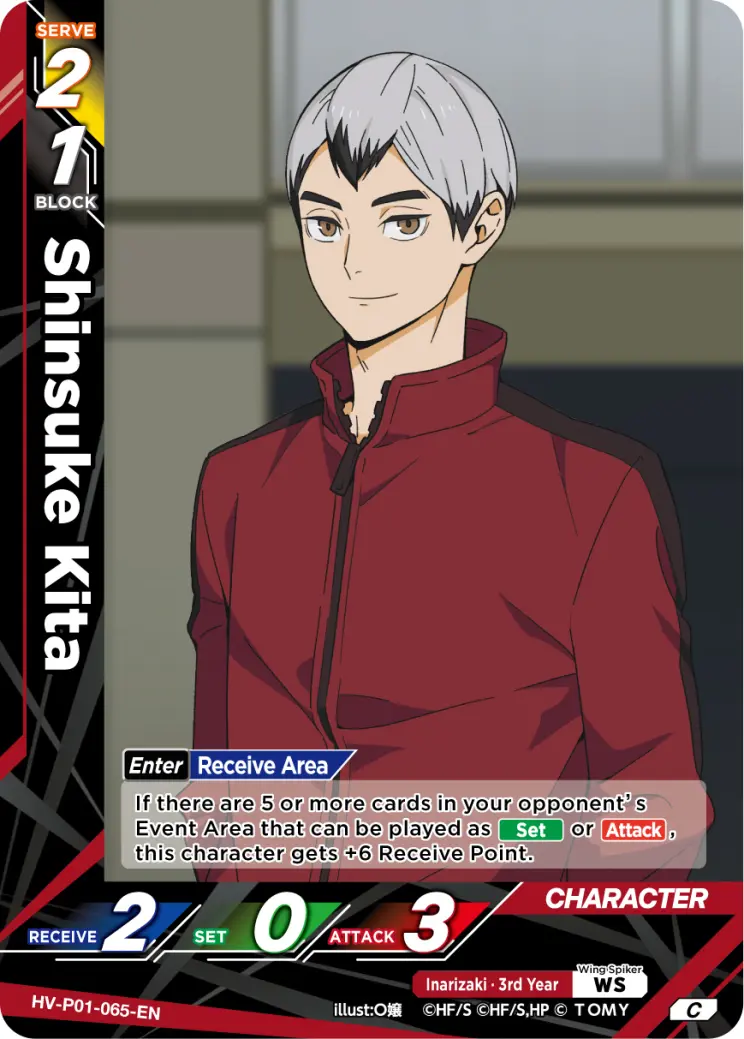 SERVE
2
1
BLOCK
Shinsuke Kita
Enter Receive Area
If there are 5 or more cards in your opponent's
Event Area that can be played as Set or Attack,
this character gets +6 Receive Point.
CHARACTER
RECEIVE 2 SET 0 ATTACK 3
Inarizaki · 3rd Year
Wing Spiker
WS
HV-P01-065-EN
illust:O嬢 ©HF/S ©HF/S,HP © TOMY
C